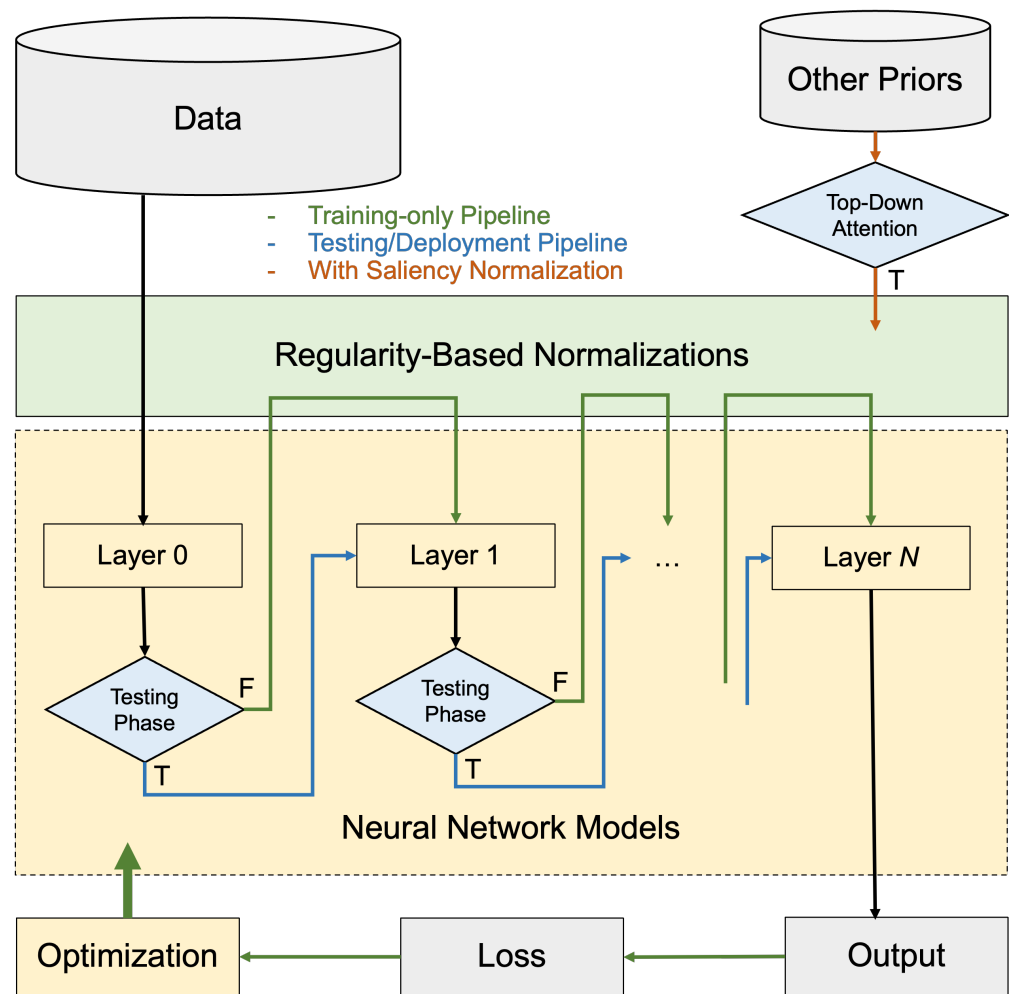 Data
Other Priors
Top-Down
Attention
T
- Training-only Pipeline
- Testing/Deployment Pipeline
- With Saliency Normalization
Regularity-Based Normalizations
Layer 0
Layer 1
...
Layer N
Testing
Phase
F
T
Testing
Phase
F
T
Neural Network Models
Optimization
Loss
Output